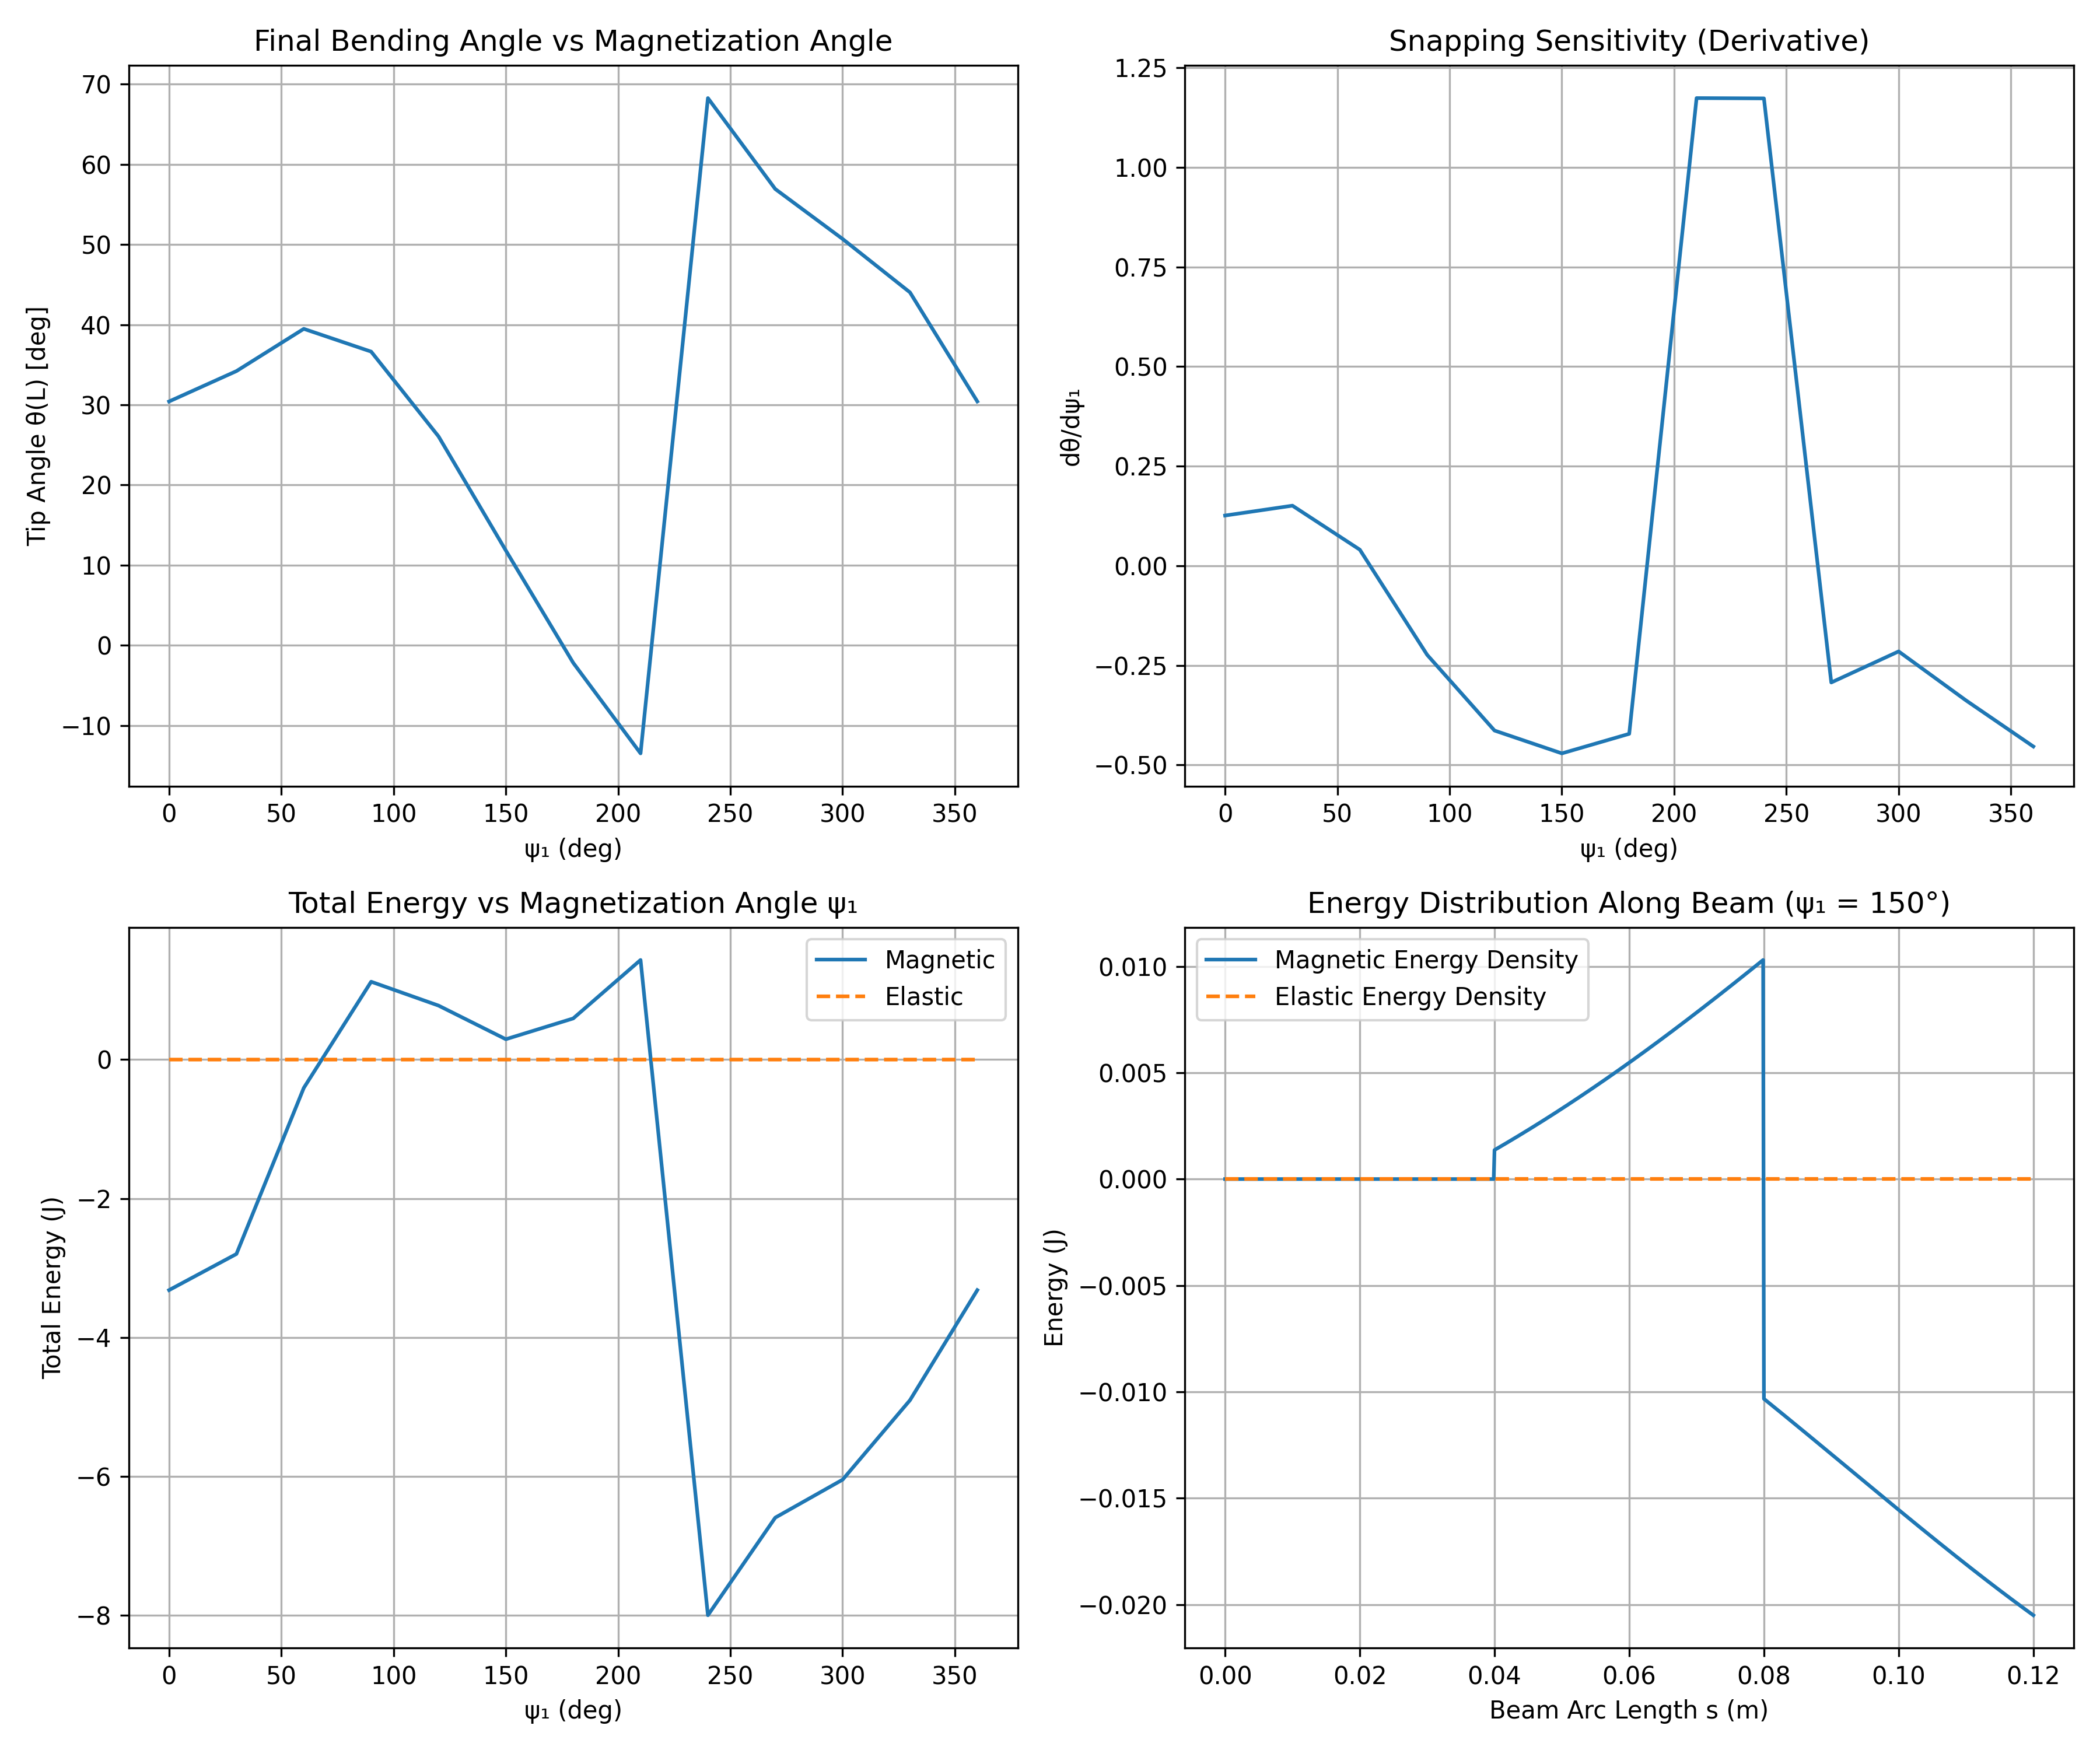 Final Bending Angle vs Magnetization Angle
Tip Angle θ(L) [deg]
70
60
50
40
30
20
10
0
−10
0 50 100 150 200 250 300 350
ψ₁ (deg)
Snapping Sensitivity (Derivative)
dθ/dψ₁
1.25
1.00
0.75
0.50
0.25
0.00
−0.25
−0.50
0 50 100 150 200 250 300 350
ψ₁ (deg)
Total Energy vs Magnetization Angle ψ₁
Magnetic
Elastic
Total Energy (J)
0
−2
−4
−6
−8
0 50 100 150 200 250 300 350
ψ₁ (deg)
Energy Distribution Along Beam (ψ₁ = 150°)
Magnetic Energy Density
Elastic Energy Density
Energy (J)
0.010
0.005
0.000
−0.005
−0.010
−0.015
−0.020
0.00 0.02 0.04 0.06 0.08 0.10 0.12
Beam Arc Length s (m)